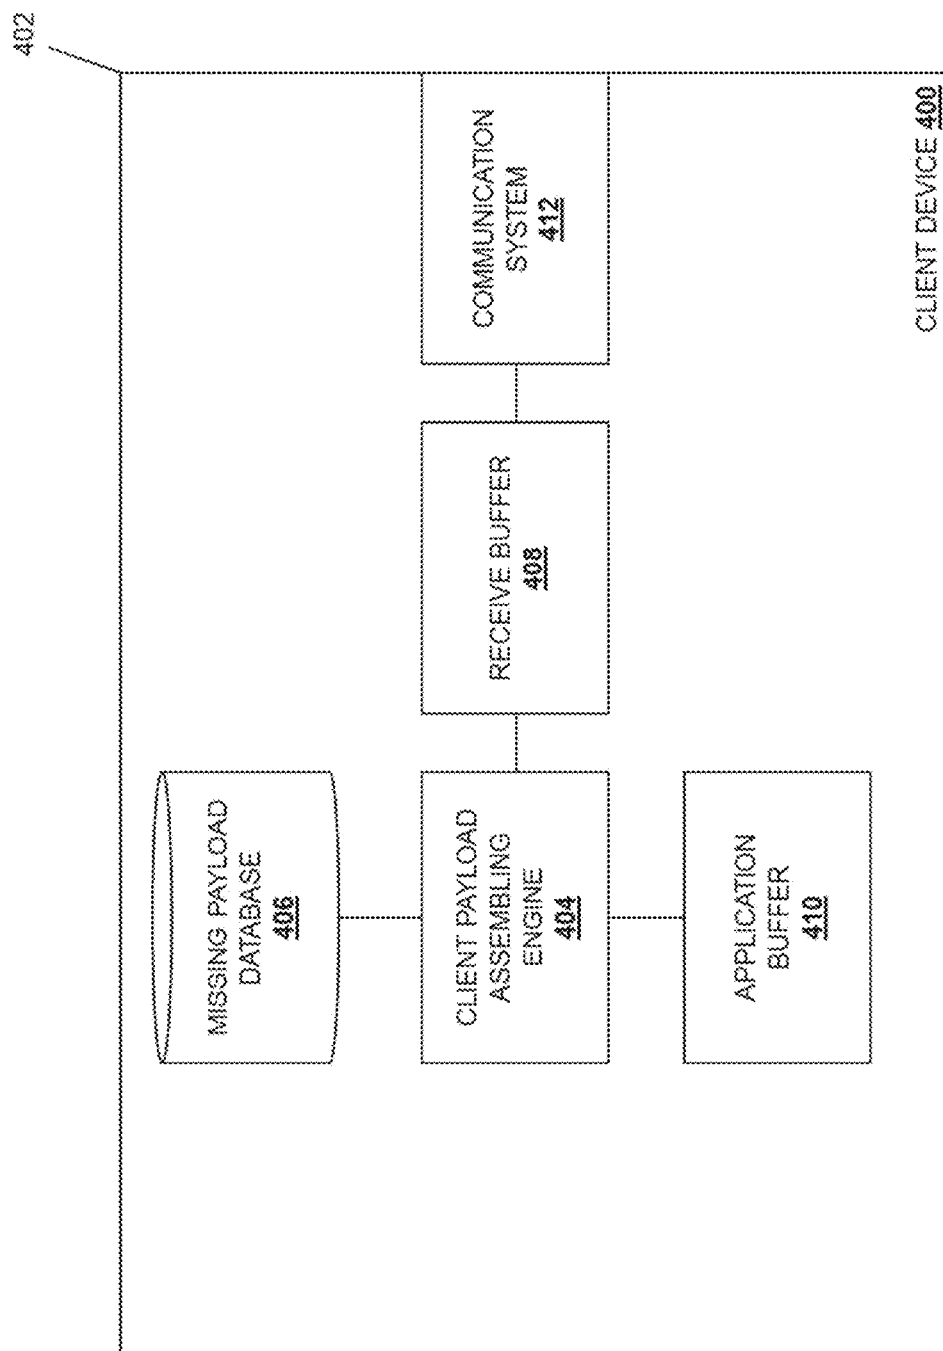 402
MISSING PAYLOAD
DATABASE
406
CLIENT PAYLOAD
ASSEMBLING
ENGINE
404
RECEIVE BUFFER
408
COMMUNICATION
SYSTEM
412
APPLICATION
BUFFER
410
CLIENT DEVICE 400